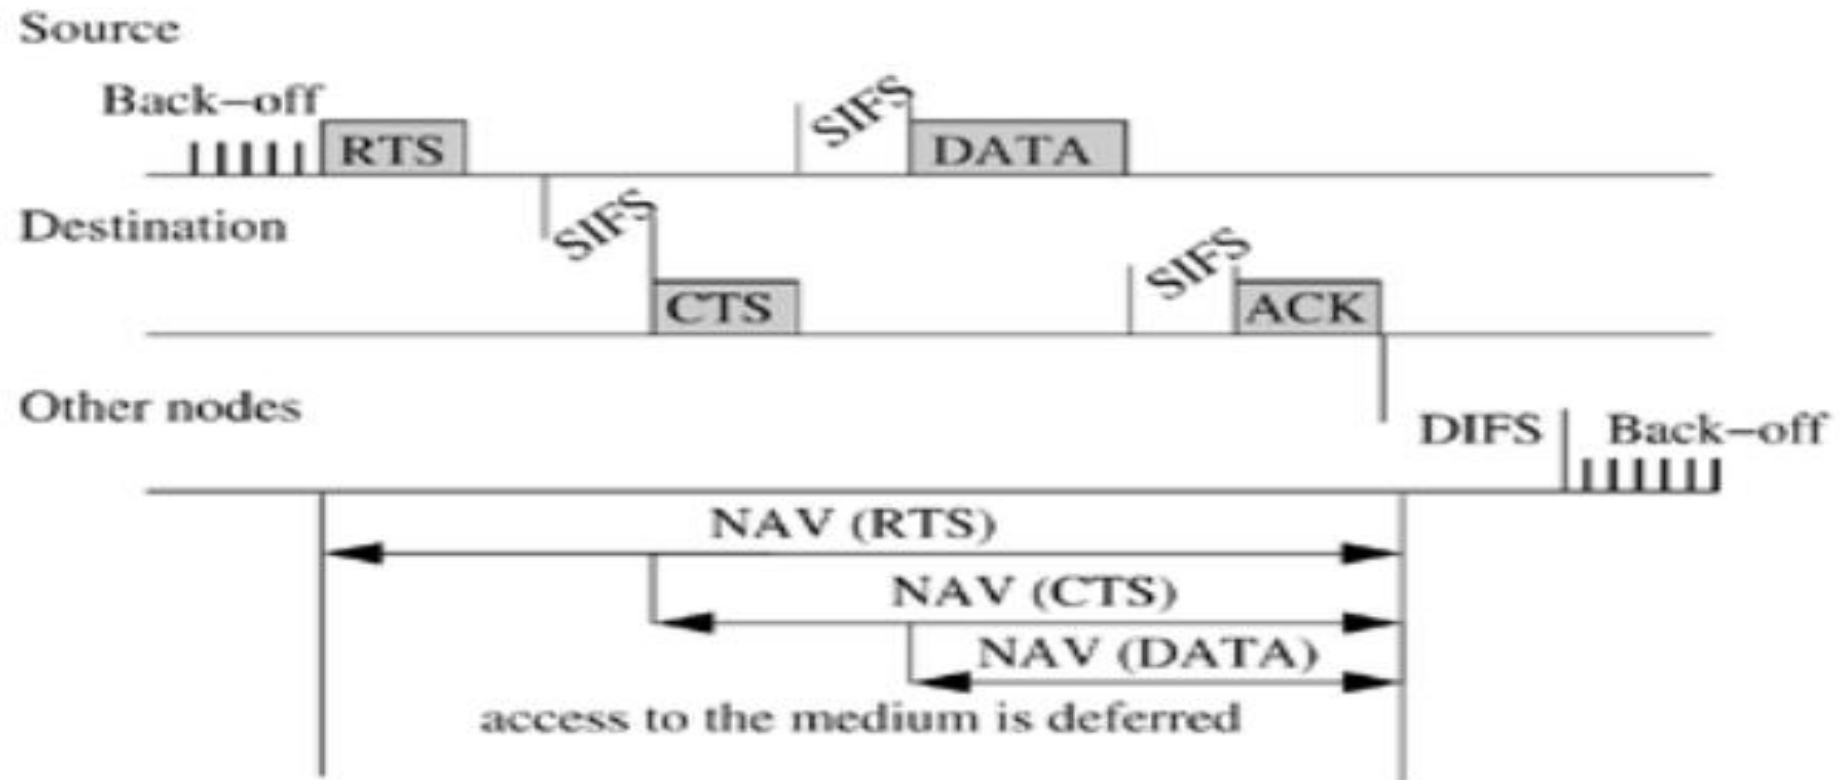 Source
Back-off
SIFS
RTS
DATA
Destination
SIFS
SIFS
CTS
ACK
Other nodes
DIFS
Back-off
NAV (RTS)
NAV (CTS)
NAV (DATA)
access to the medium is deferred